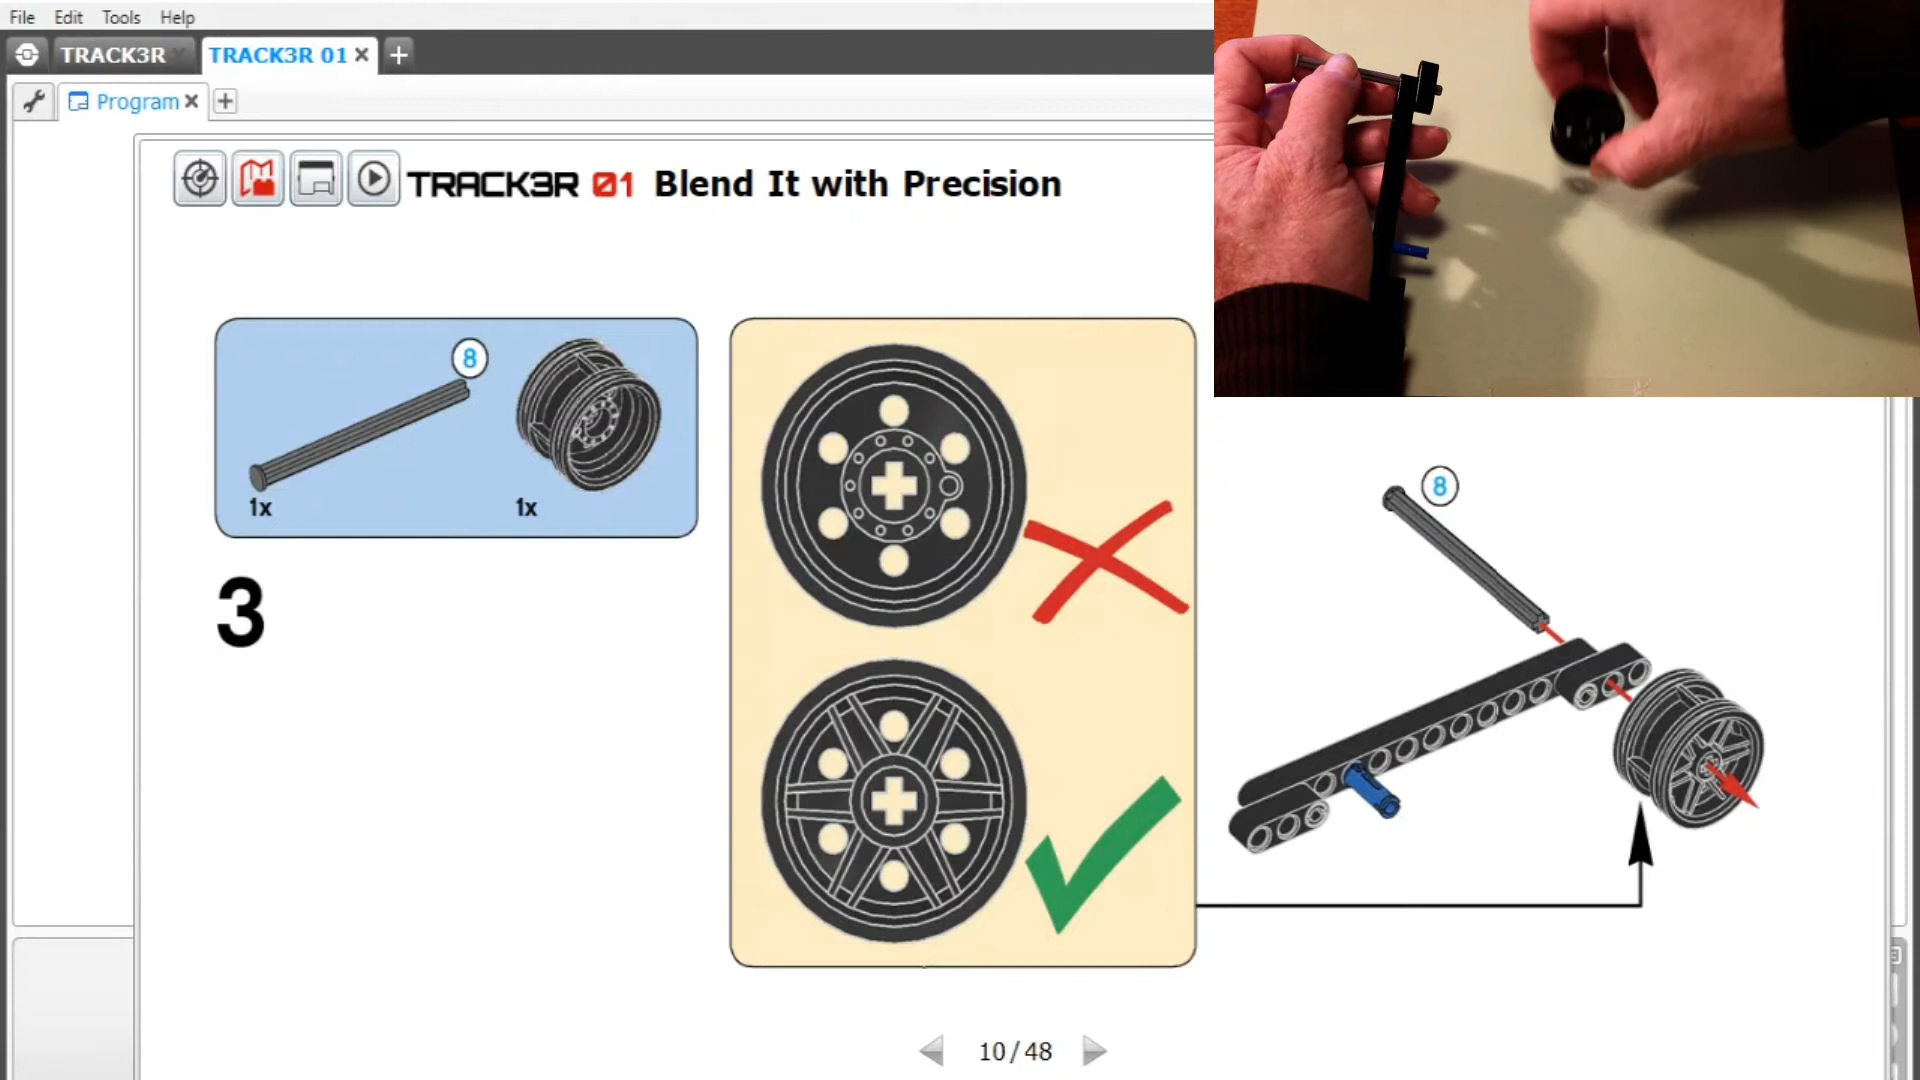 File Edit Tools Help
TRACK3R TRACK3R 01
Program
TRACK3R 01 Blend It with Precision
8
1x 1x
3
8
10/48